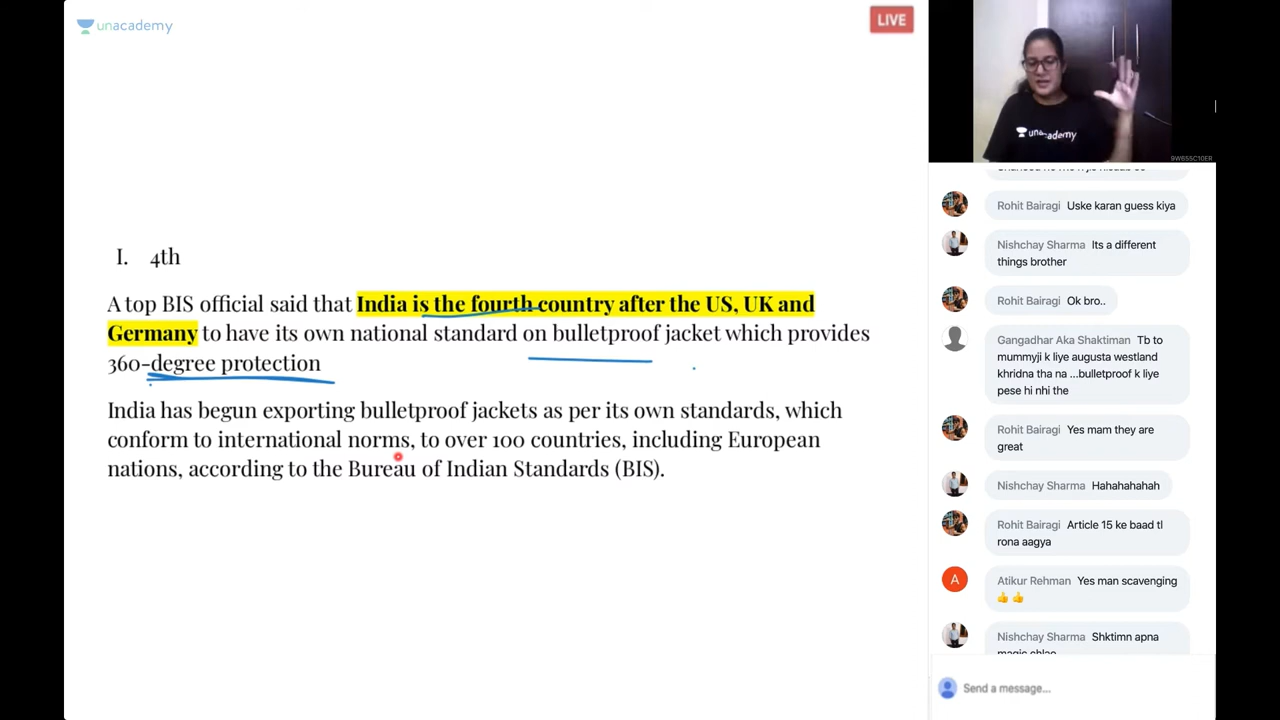 unacademy
LIVE
I. 4th
A top BIS official said that India is the fourth country after the US, UK and
Germany to have its own national standard on bulletproof jacket which provides
360-degree protection
India has begun exporting bulletproof jackets as per its own standards, which
conform to international norms, to over 100 countries, including European
nations, according to the Bureau of Indian Standards (BIS).
unacademy
9W8S5C10ER
Rohit Bairagi Uske karan guess kiya
Nishchay Sharma Its a different
things brother
Rohit Bairagi Ok bro..
Gangadhar Aka Shaktiman Tb to
mummyji k liye augusta westland
khridna tha na ...bulletproof k liye
pese hi nhi the
Rohit Bairagi Yes mam they are
great
Nishchay Sharma Hahahahahah
Rohit Bairagi Article 15 ke baad tl
rona aagya
A
Atikur Rehman Yes man scavenging
👍 👍
Nishchay Sharma Shktimn apna
Send a message...